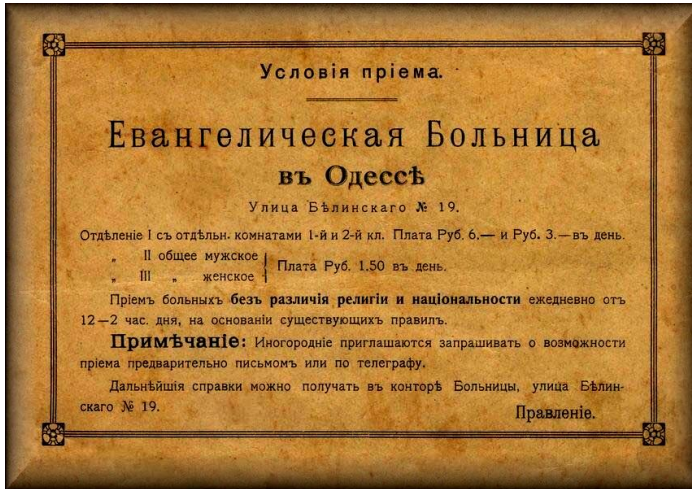 Условія пріема.
Евангелическая Больница
въ Одессѣ
Улица Бѣлинскаго № 19.
Отдѣленіе I съ отдѣльн. комнатами 1-й и 2-й кл. Плата Руб. 6.— и Руб. 3.— въ день.
„ II общее мужское
„ III „ женское
Плата Руб. 1.50 въ день.
Пріемъ больныхъ безъ различія религіи и національности ежедневно отъ
12—2 час. дня, на основаніи существующихъ правилъ.
Примѣчаніе: Иногородніе приглашаются запрашивать о возможности
пріема предварительно письмомъ или по телеграфу.
Дальнѣйшія справки можно получать въ конторѣ Больницы, улица Бѣлин-
скаго № 19.
Правленіе.